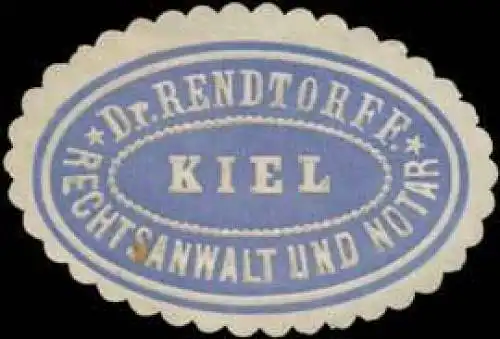 Dr. RENDTORFF.
KIEL
RECHTSANWALT UND NOTAR